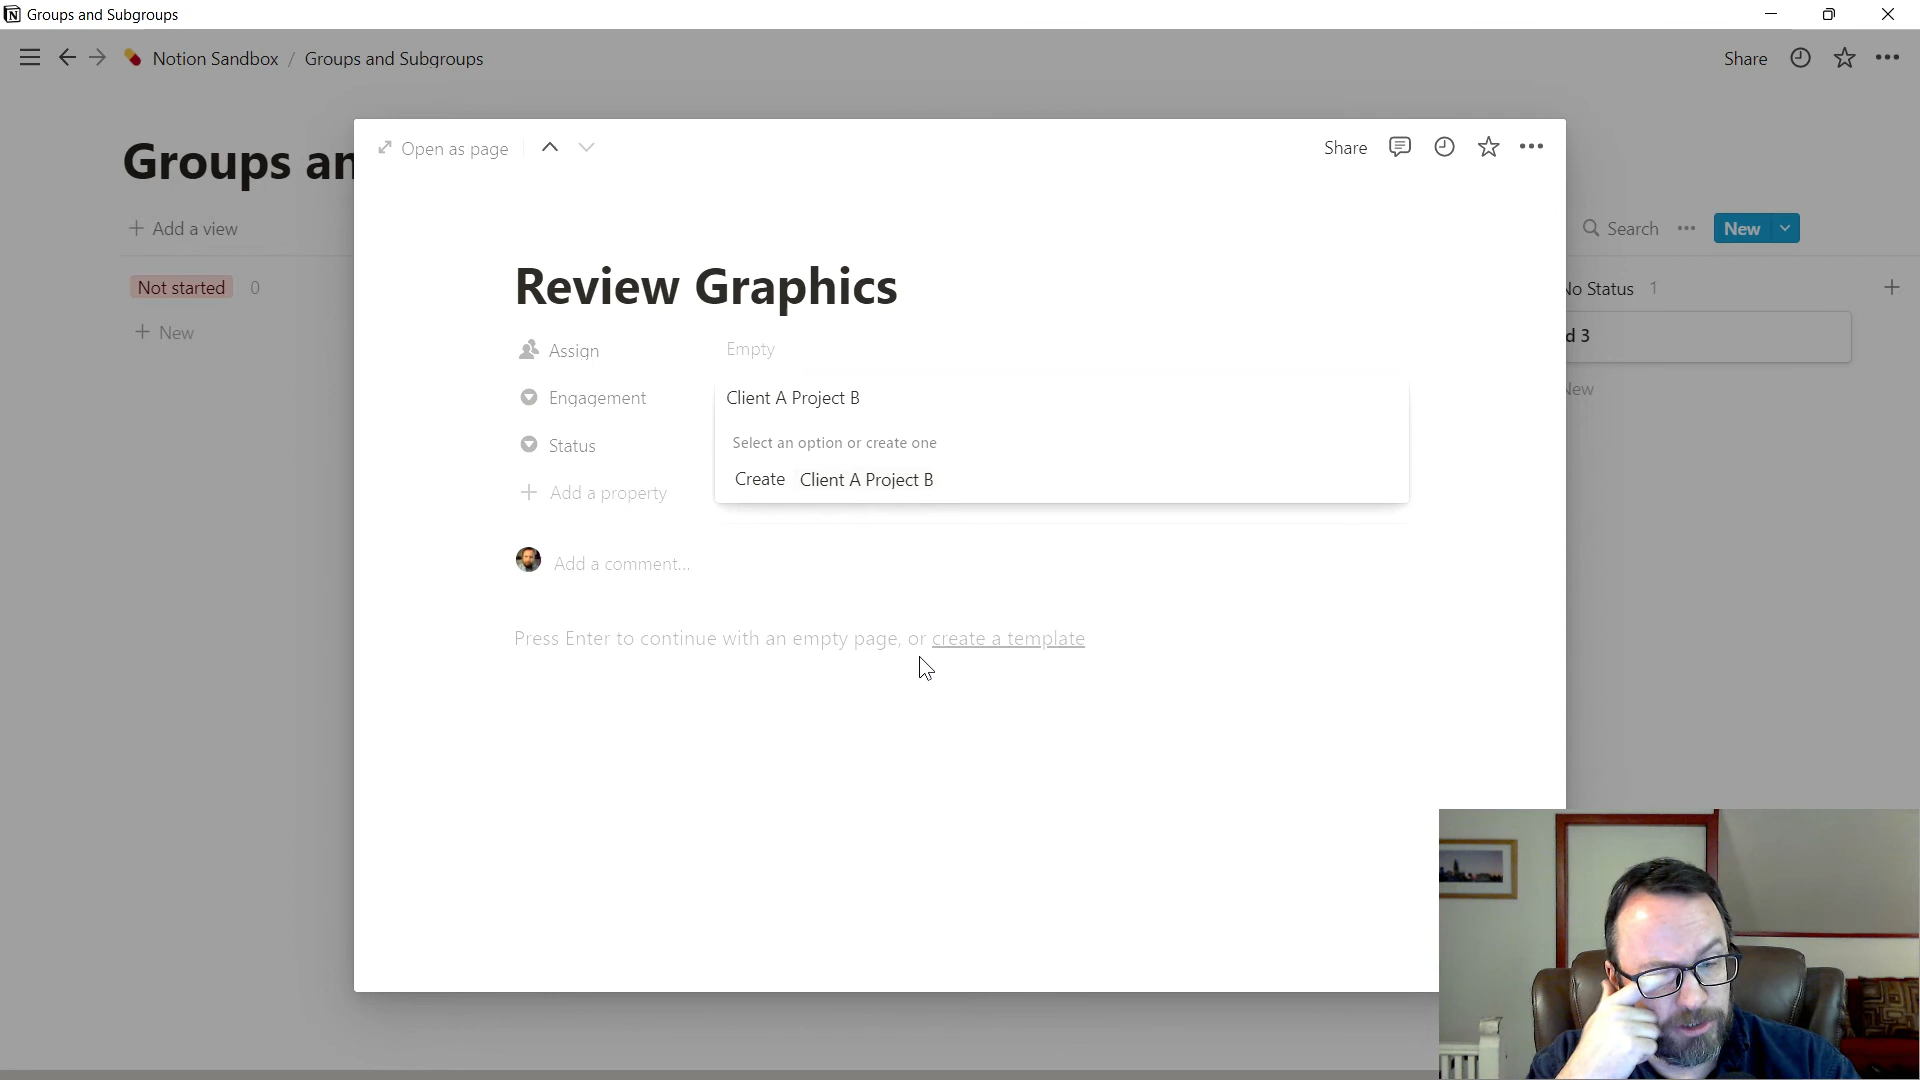 Groups and Subgroups
Notion Sandbox / Groups and Subgroups
Share
Groups an
Open as page
Share
Add a view
Search
New
Review Graphics
Not started 0
No Status 1
New
Assign
Empty
d 3
Engagement
Client A Project B
New
Status
Select an option or create one
Create Client A Project B
Add a property
Add a comment...
Press Enter to continue with an empty page, or create a template